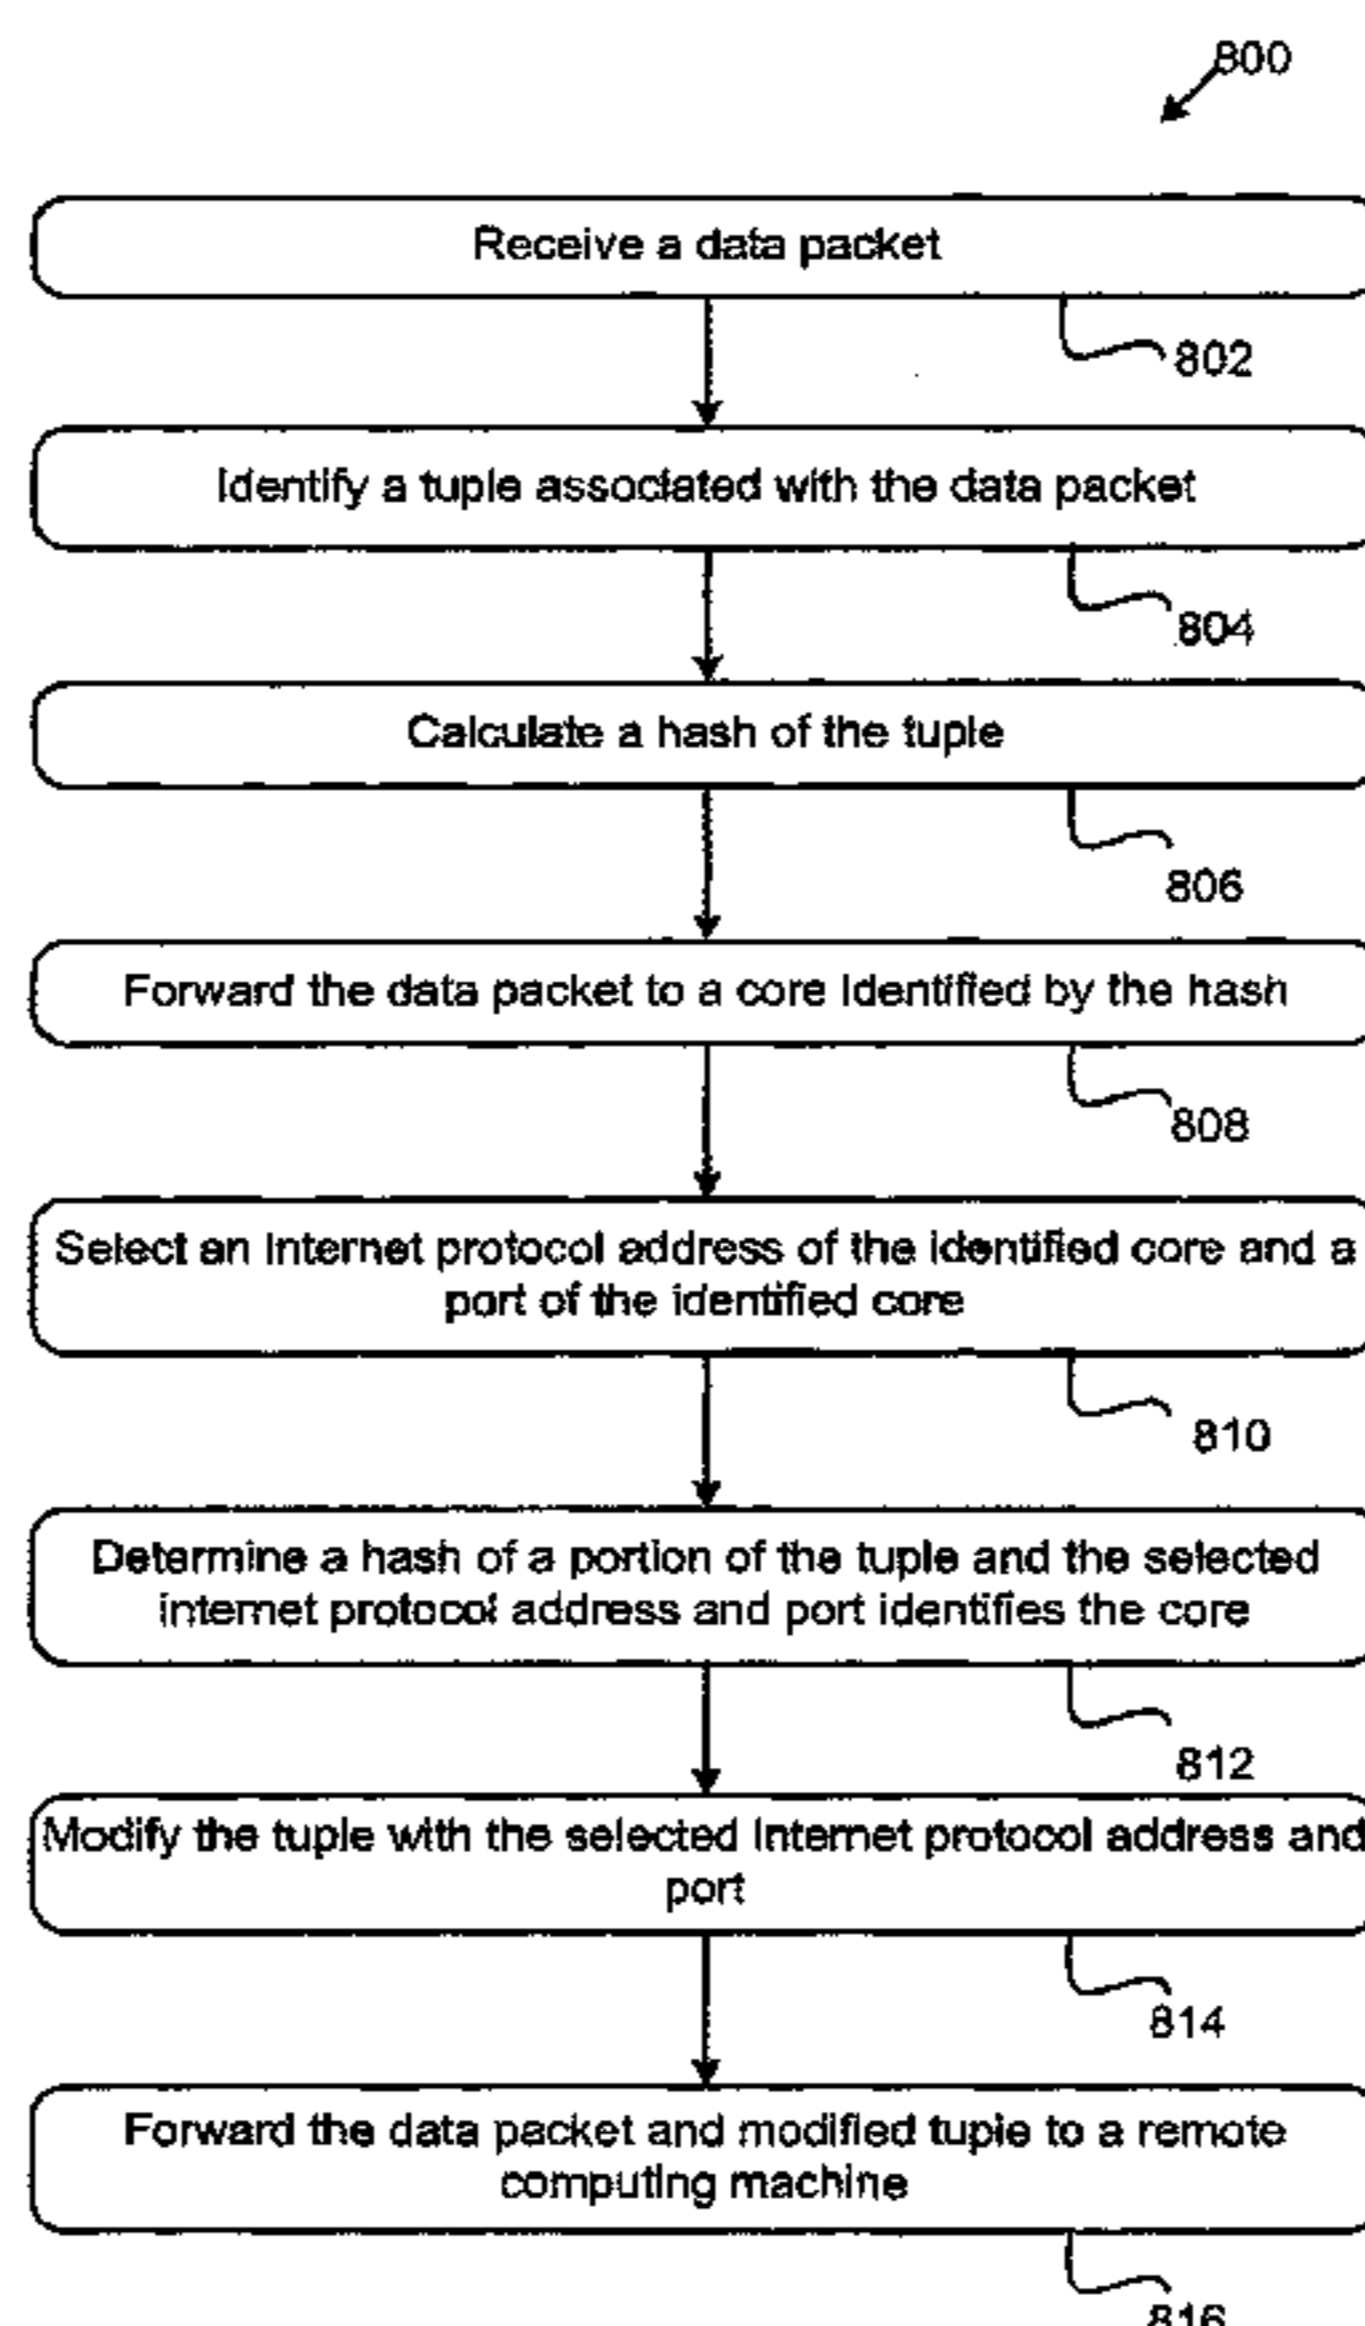 800
Receive a data packet
802
Identify a tuple associated with the data packet
804
Calculate a hash of the tuple
806
Forward the data packet to a core identified by the hash
808
Select an Internet protocol address of the identified core and a
port of the identified core
810
Determine a hash of a portion of the tuple and the selected
internet protocol address and port identifies the core
812
Modify the tuple with the selected Internet protocol address and
port
814
Forward the data packet and modified tuple to a remote
computing machine
816